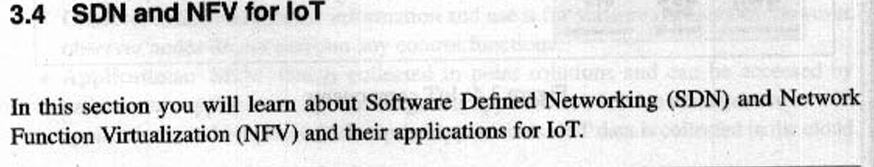 3.4 SDN and NFV for IoT
In this section you will learn about Software Defined Networking (SDN) and Network
Function Virtualization (NFV) and their applications for IoT.